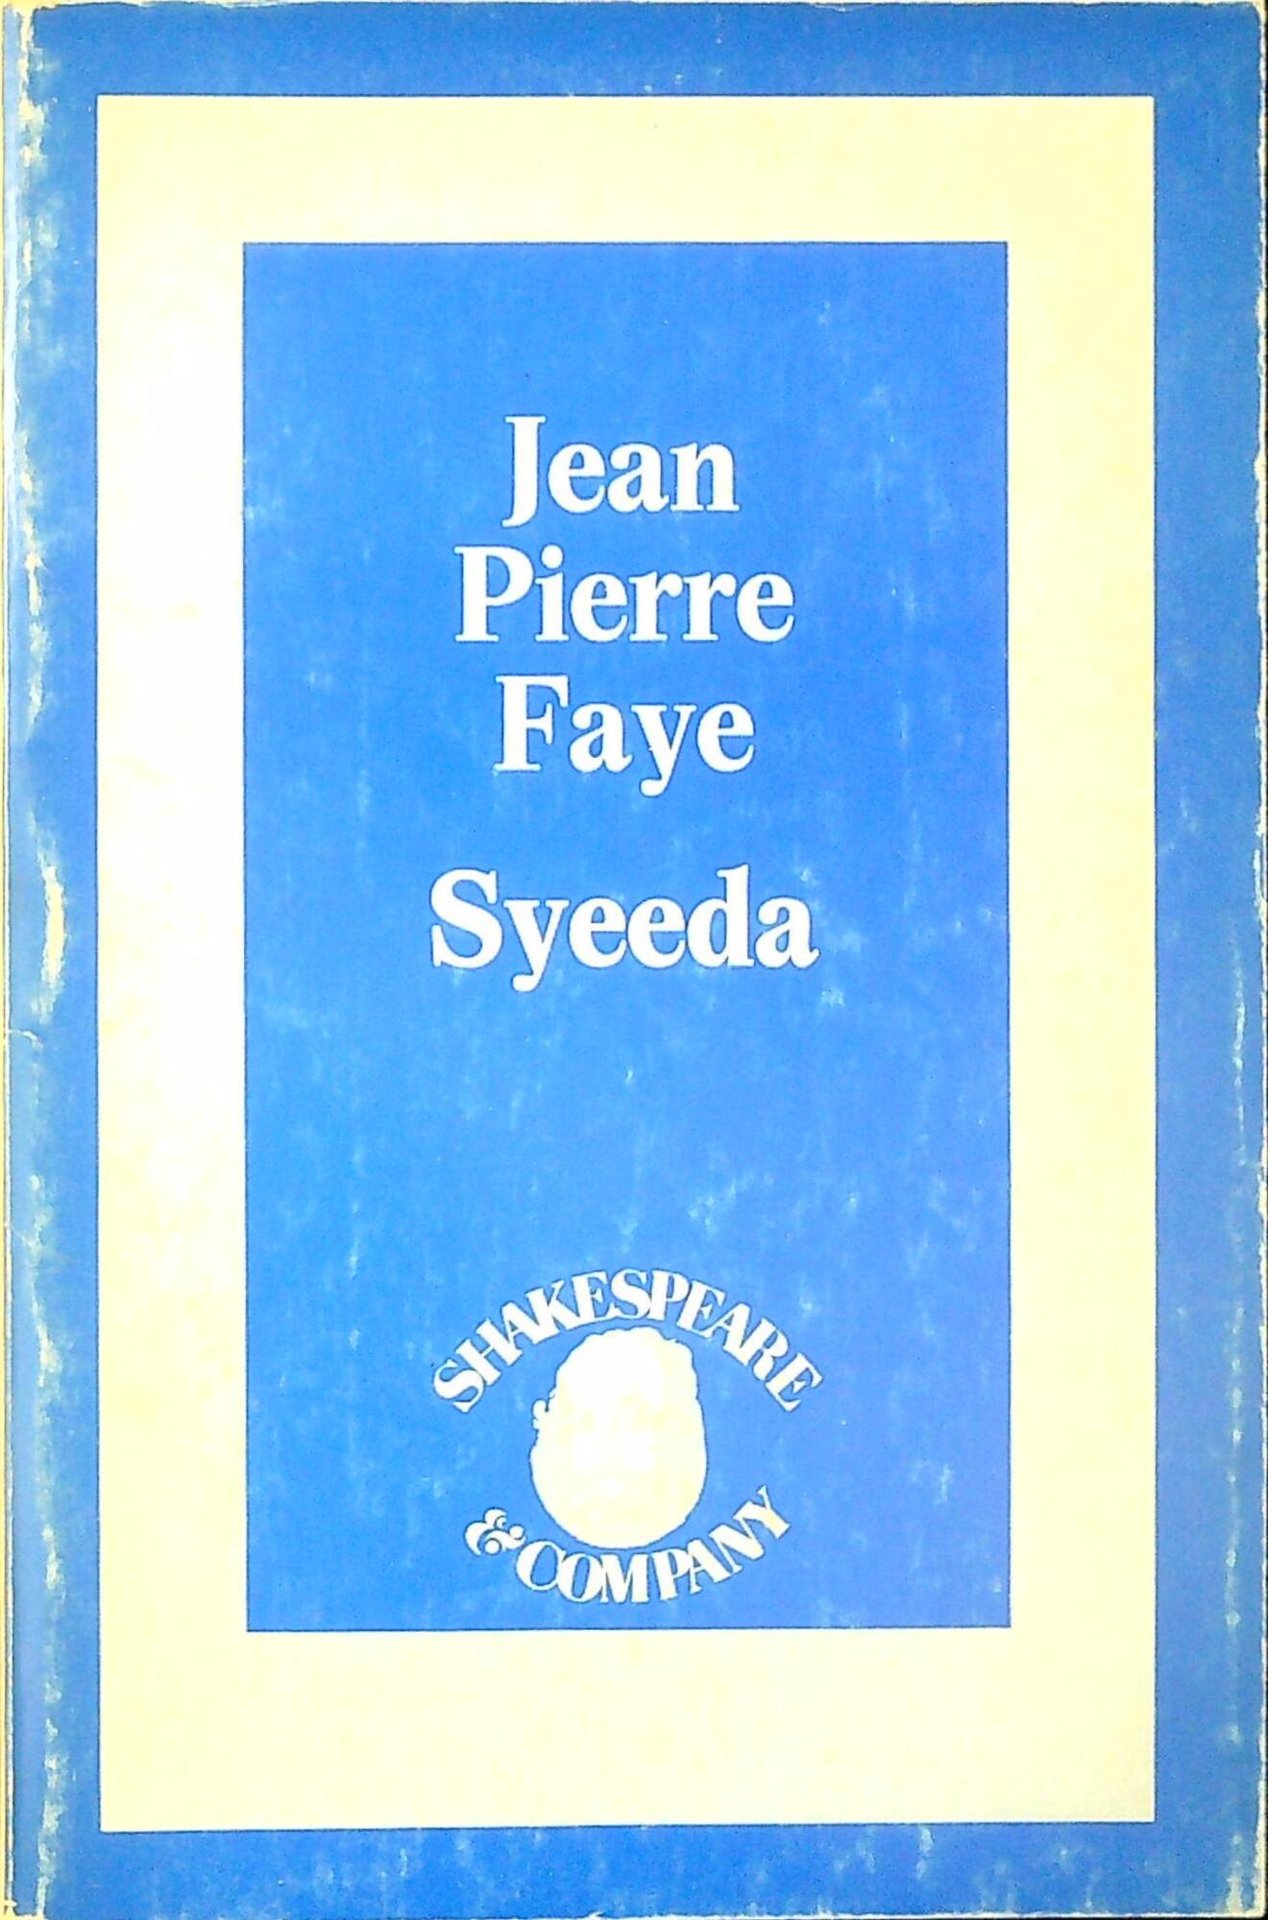 Jean
Pierre
Faye
Syeeda
SHAKESPEARE
& COMPANY